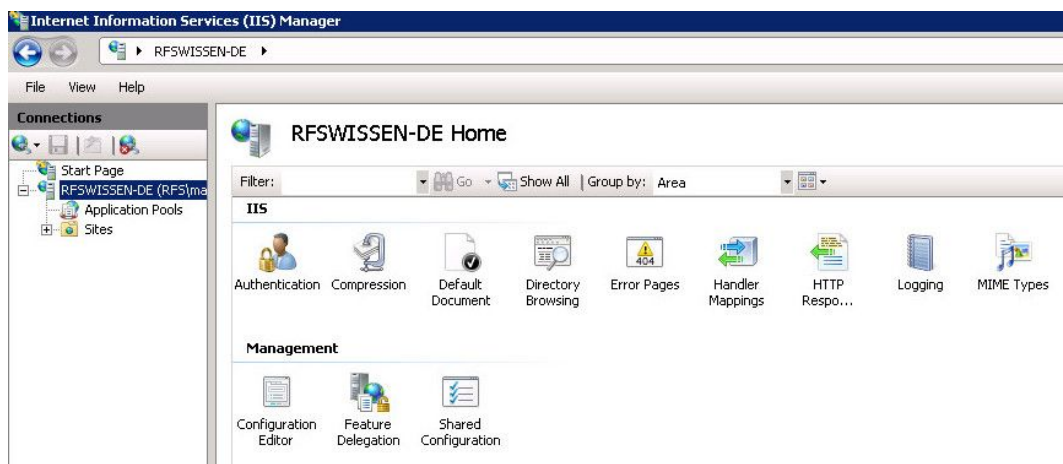 Internet Information Services (IIS) Manager
RFSWISSEN-DE
File View Help
Connections
Start Page
RFSWISSEN-DE (RFS\ma
Application Pools
Sites
RFSWISSEN-DE Home
Filter: Go Show All Group by: Area
IIS
Authentication
Compression
Default
Document
Directory
Browsing
404
Error Pages
Handler
Mappings
HTTP
Respo...
Logging
MIME Types
Management
Configuration
Editor
Feature
Delegation
Shared
Configuration